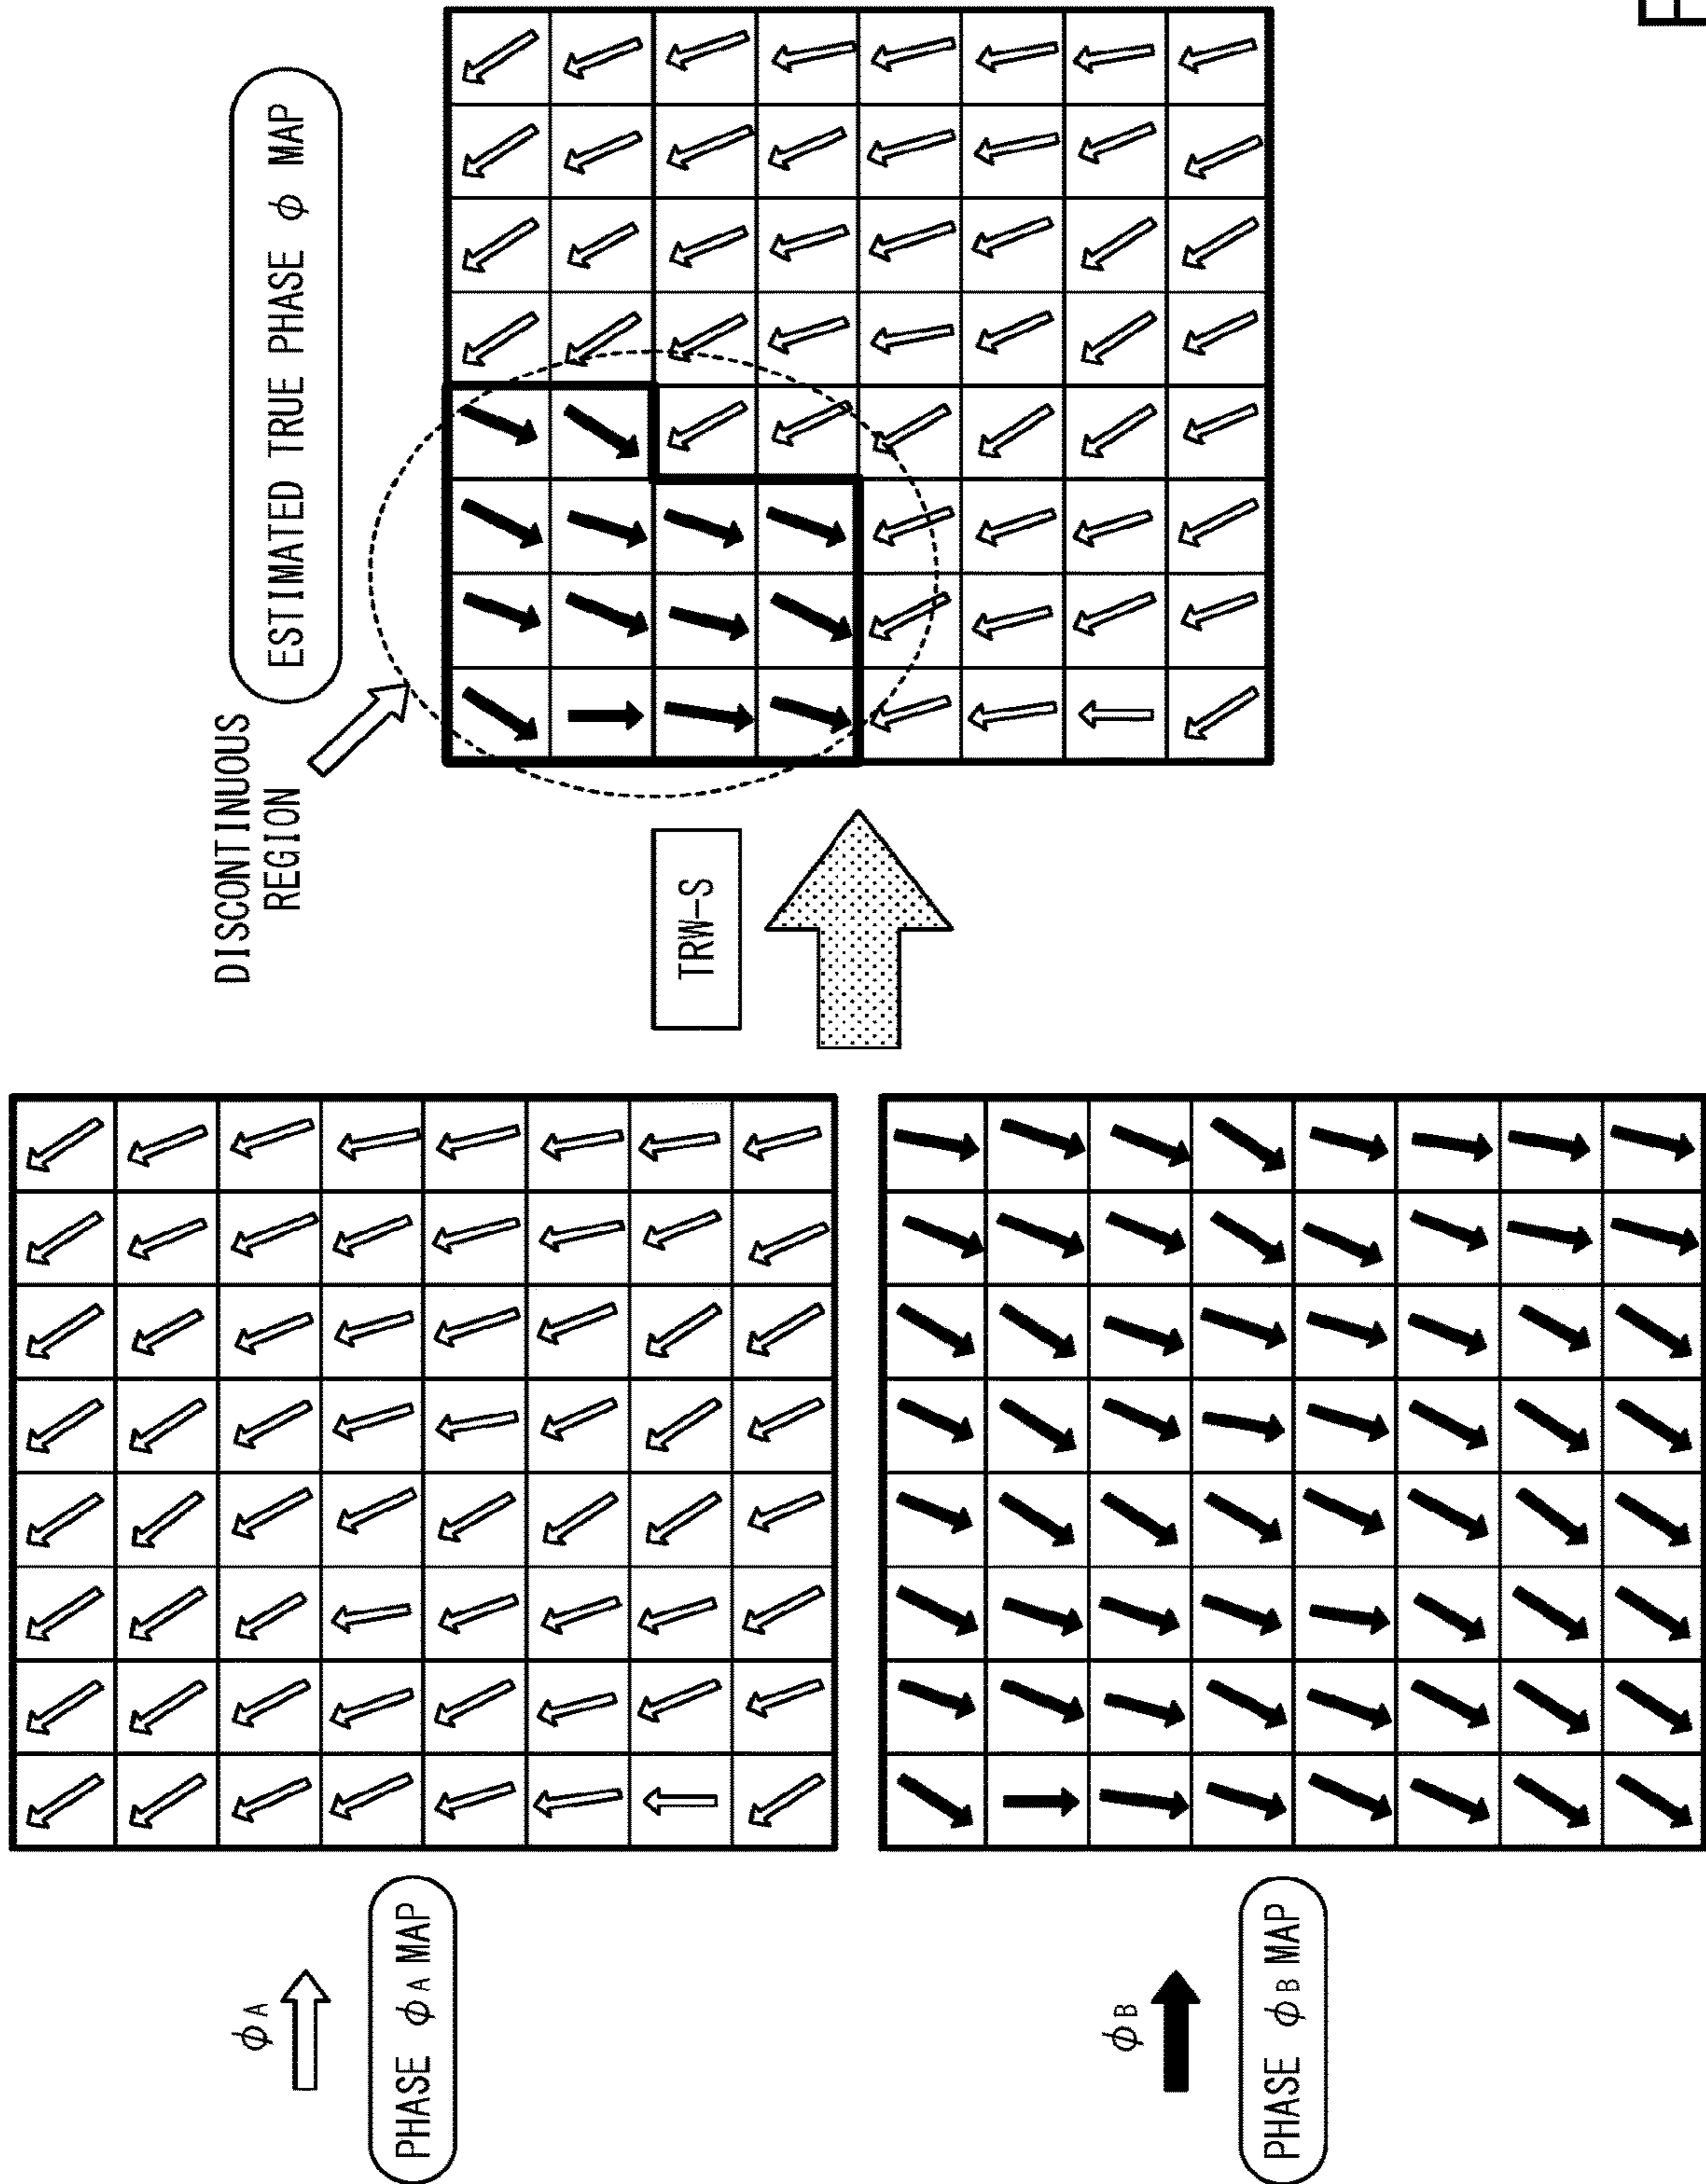 ϕA
PHASE ϕA MAP
ϕB
PHASE ϕB MAP
TRW-S
DISCONTINUOUS
REGION
ESTIMATED TRUE PHASE ϕ MAP